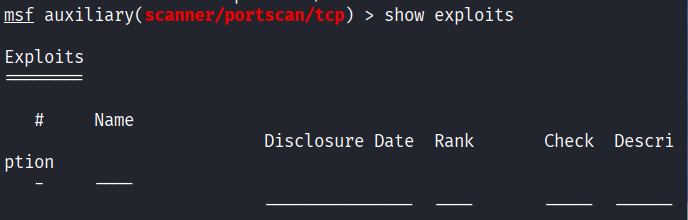 msf auxiliary(scanner/portscan/tcp) > show exploits
Exploits
========
# Name
Disclosure Date Rank Check Descri
ption
- ----
--------------- ---- ----- ------